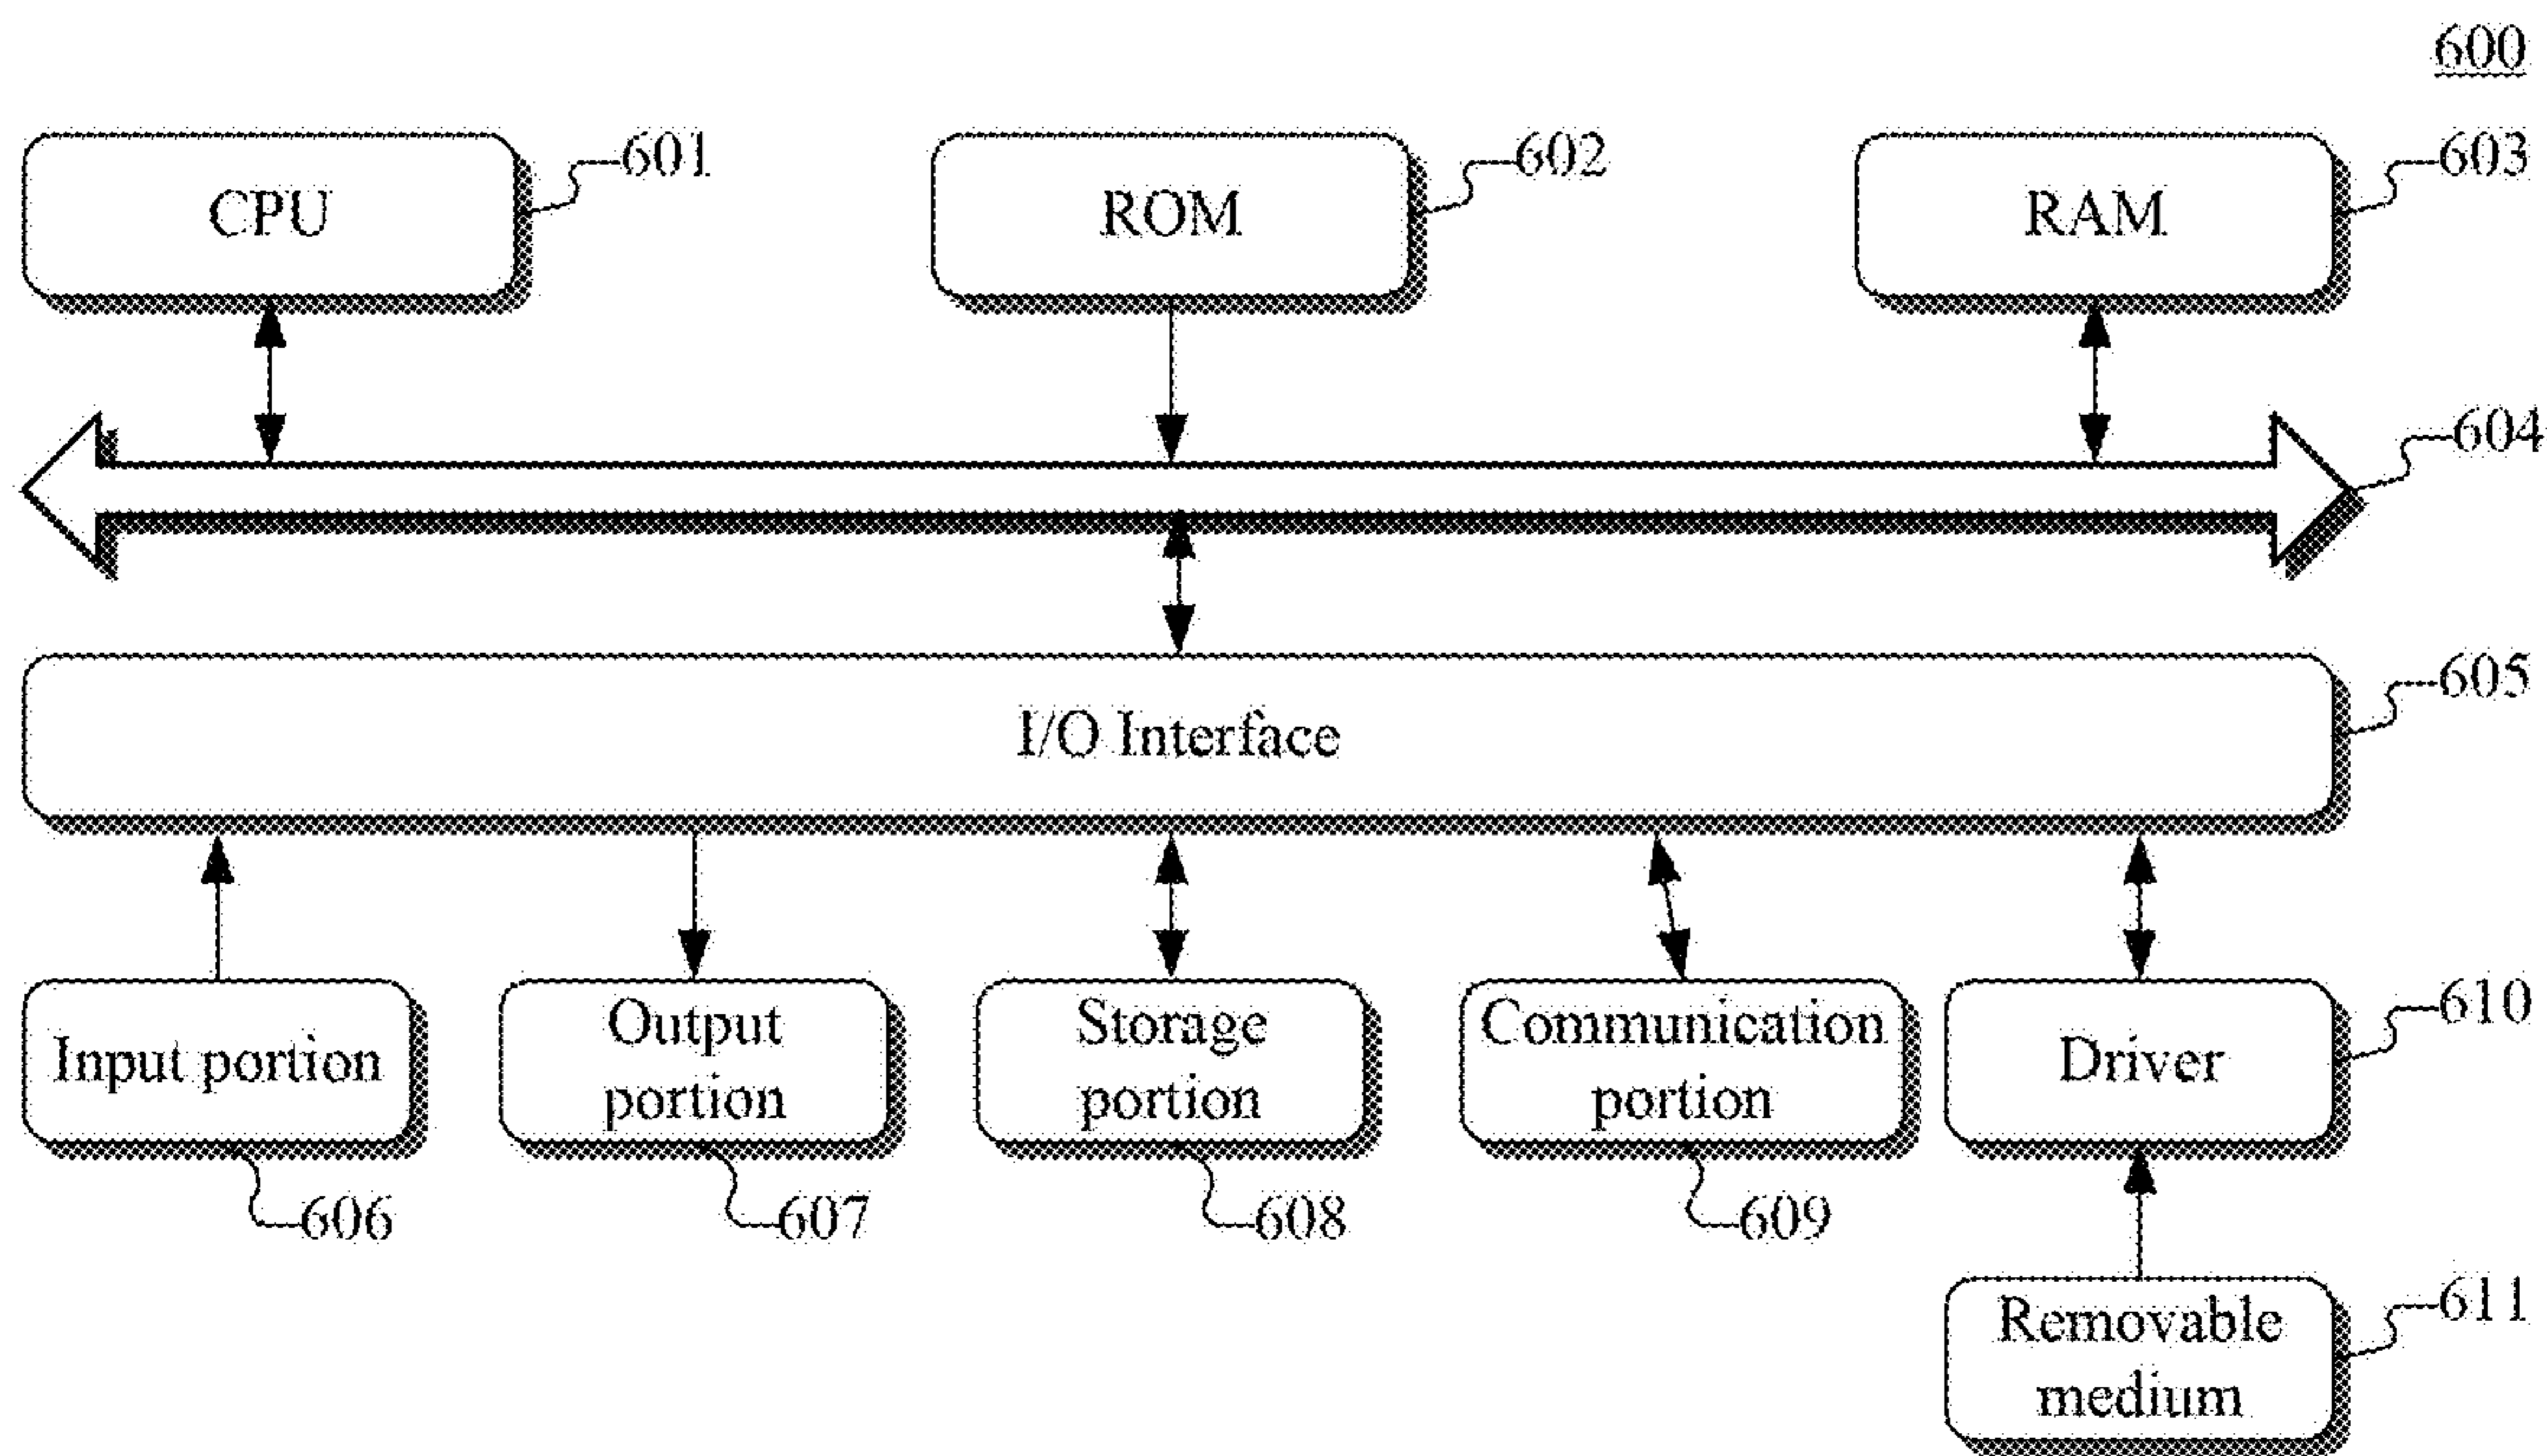 600
CPU
601
ROM
602
RAM
603
604
I/O Interface
605
Input portion
606
Output
portion
607
Storage
portion
608
Communication
portion
609
Driver
610
Removable
medium
611